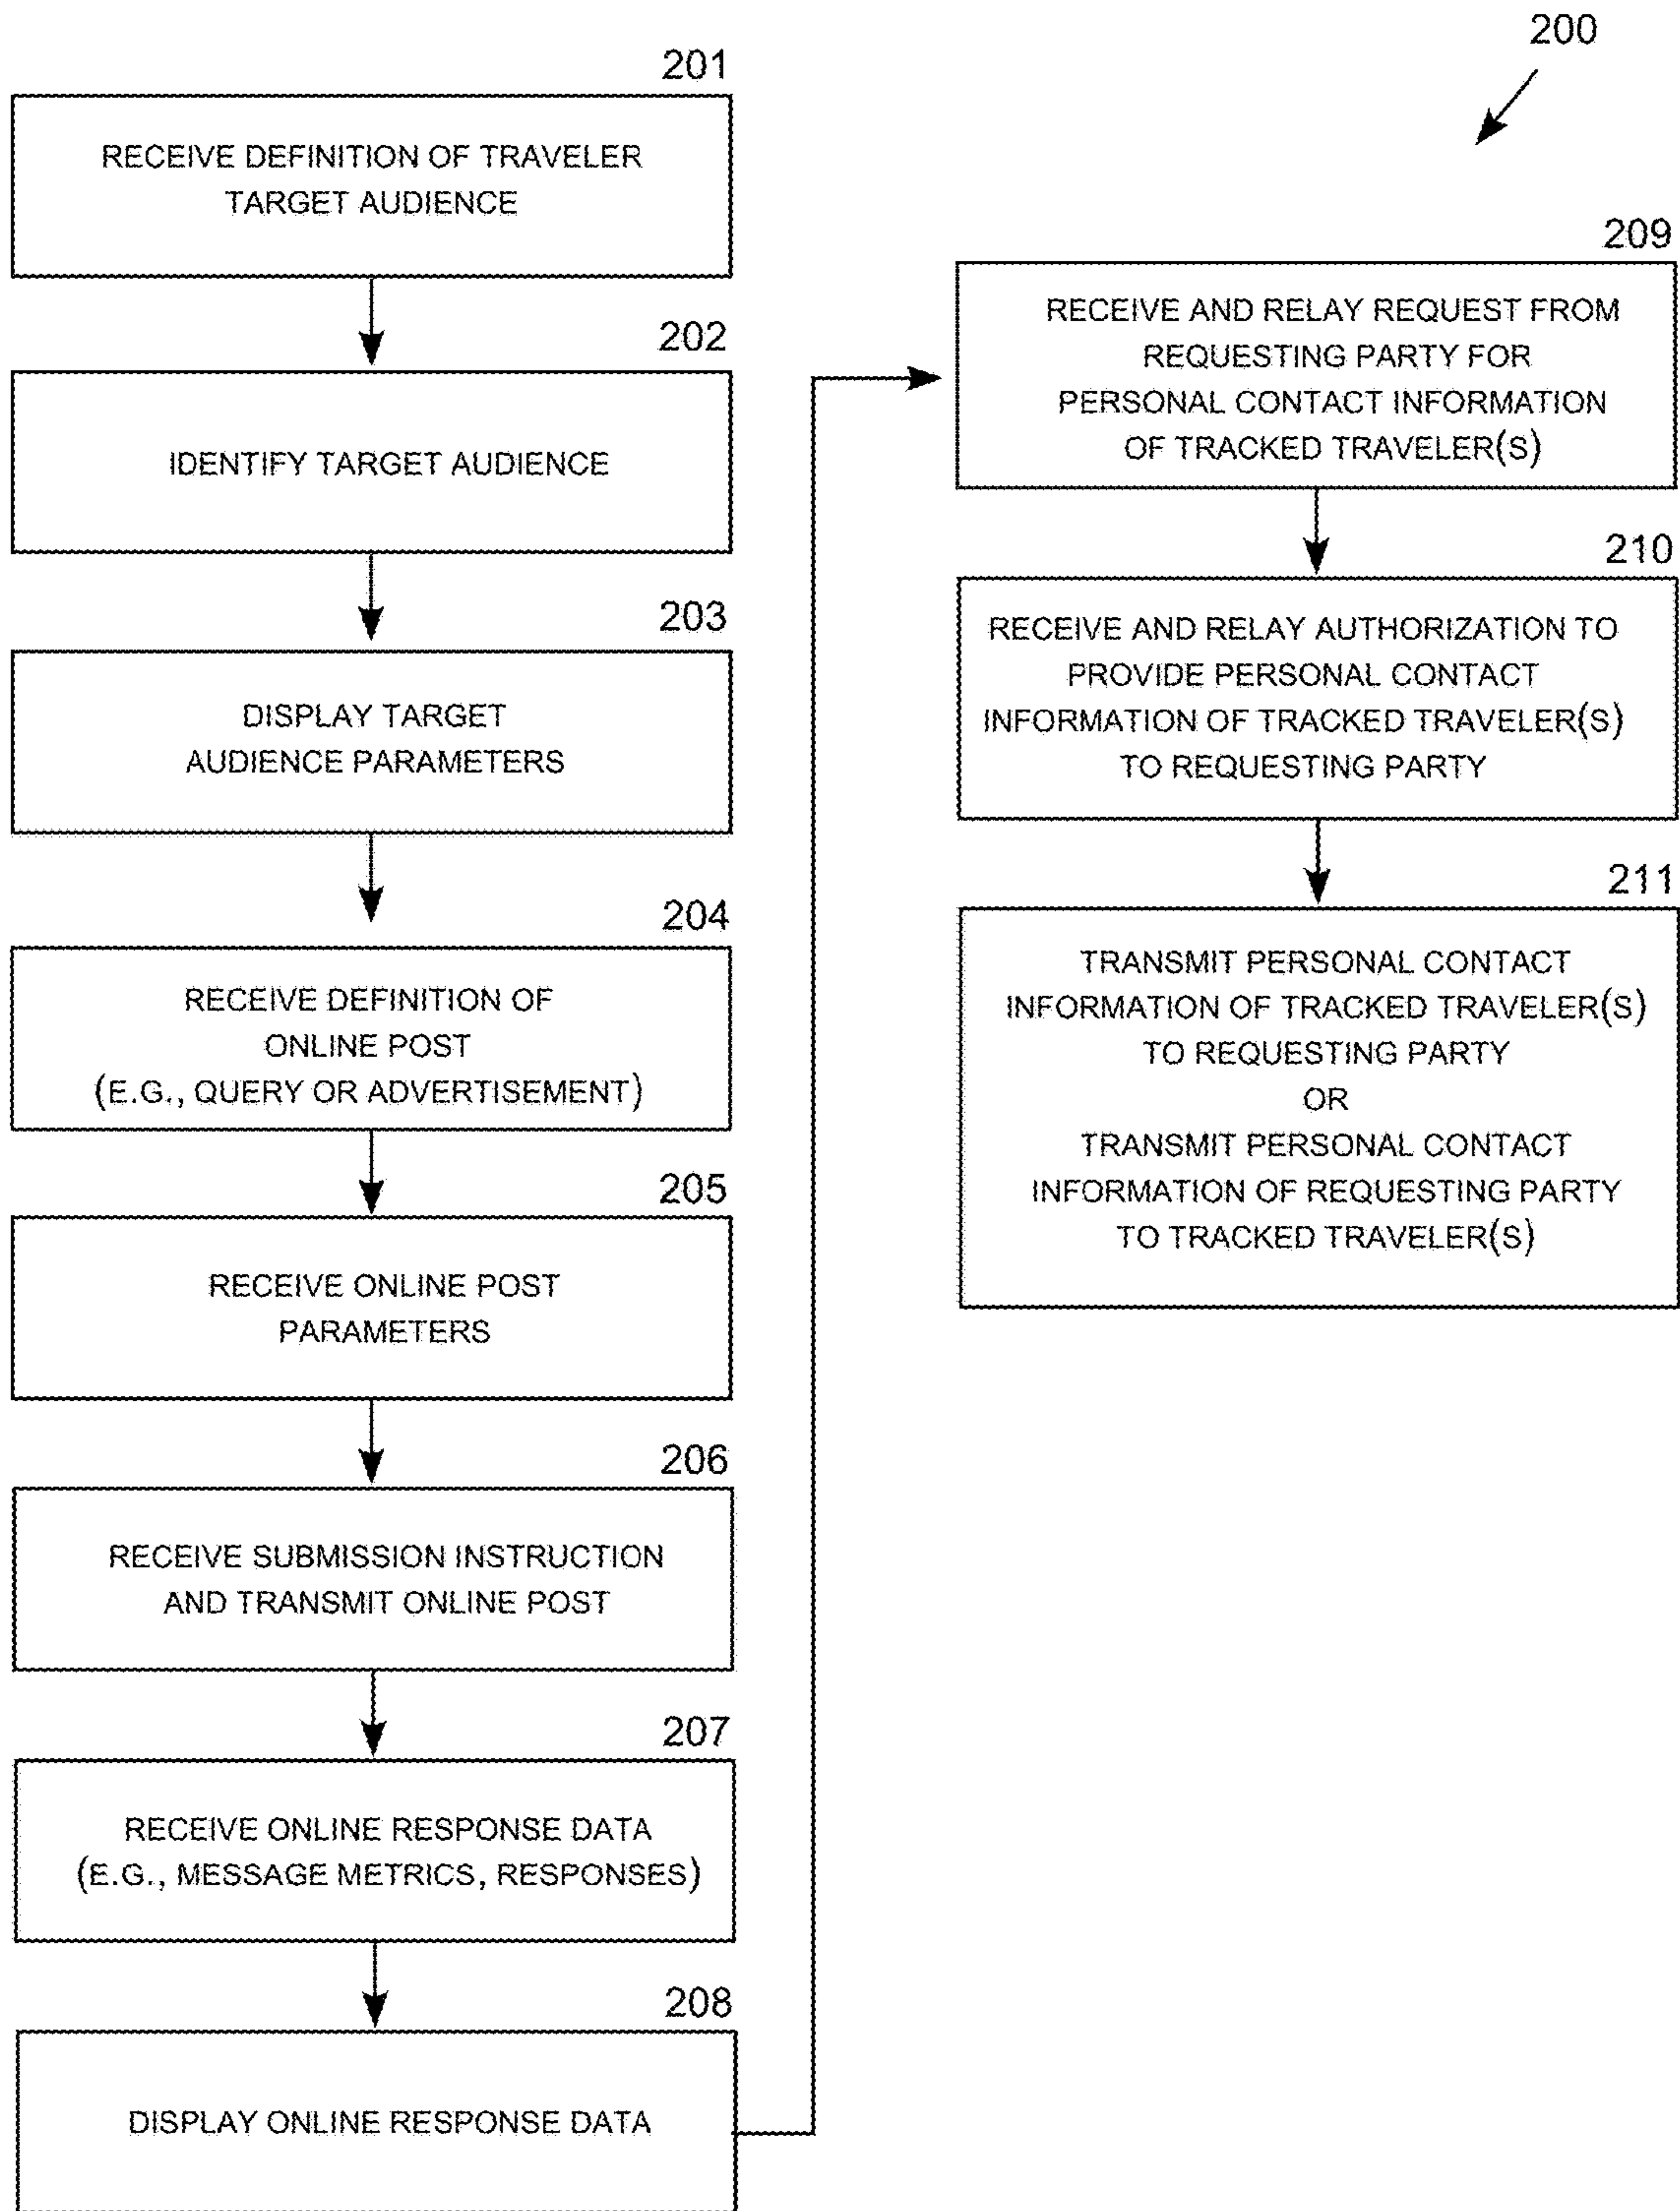 200
201
RECEIVE DEFINITION OF TRAVELER
TARGET AUDIENCE
202
IDENTIFY TARGET AUDIENCE
203
DISPLAY TARGET
AUDIENCE PARAMETERS
204
RECEIVE DEFINITION OF
ONLINE POST
(E.G., QUERY OR ADVERTISEMENT)
205
RECEIVE ONLINE POST
PARAMETERS
206
RECEIVE SUBMISSION INSTRUCTION
AND TRANSMIT ONLINE POST
207
RECEIVE ONLINE RESPONSE DATA
(E.G., MESSAGE METRICS, RESPONSES)
208
DISPLAY ONLINE RESPONSE DATA
209
RECEIVE AND RELAY REQUEST FROM
REQUESTING PARTY FOR
PERSONAL CONTACT INFORMATION
OF TRACKED TRAVELER(S)
210
RECEIVE AND RELAY AUTHORIZATION TO
PROVIDE PERSONAL CONTACT
INFORMATION OF TRACKED TRAVELER(S)
TO REQUESTING PARTY
211
TRANSMIT PERSONAL CONTACT
INFORMATION OF TRACKED TRAVELER(S)
TO REQUESTING PARTY
OR
TRANSMIT PERSONAL CONTACT
INFORMATION OF REQUESTING PARTY
TO TRACKED TRAVELER(S)